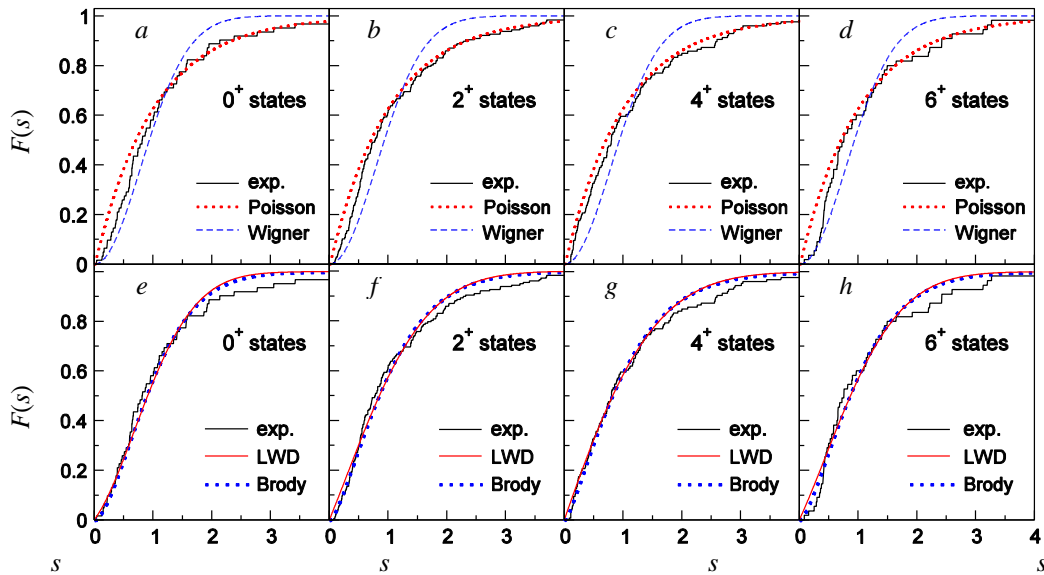 a b c d
1
0.8
0.6
0.4
0.2
0
F(s)
0+ states 2+ states 4+ states 6+ states
exp. exp. exp. exp.
Poisson Poisson Poisson Poisson
Wigner Wigner Wigner Wigner
e f g h
0.8
0.6
0.4
0.2
0
F(s)
0+ states 2+ states 4+ states 6+ states
exp. exp. exp. exp.
LWD LWD LWD LWD
Brody Brody Brody Brody
0 1 2 3 0 1 2 3 0 1 2 3 0 1 2 3 4
s s s s